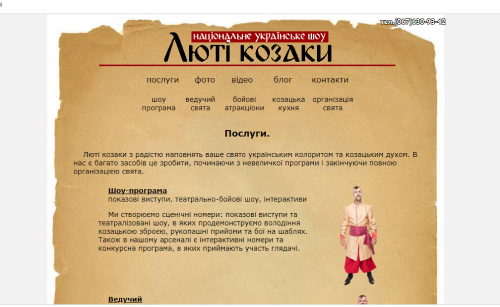 тел.(067)630-93-42
національне українське шоу
Люті козаки
послуги фото відео блог контакти
шоу програма ведучий свята бойові атракціони козацька кухня організація свята
Послуги.
Люті козаки з радістю наповнять ваше свято українським колоритом та козацьким духом. В
нас є багато засобів це зробити, починаючи з невеличкої програми і закінчуючи повною
організацією свята.
Шоу-програма
показові виступи, театрально-бойові шоу, інтерактиви
Ми створюємо сценічні номери: показові виступи та
театралізовані шоу, в яких продемонструємо володіння
козацькою зброєю, рукопашні прийоми та бої на шаблях.
Також в нашому арсеналі є інтерактивні номери та
конкурсна програма, в яких приймають участь глядачі.
Ведучий